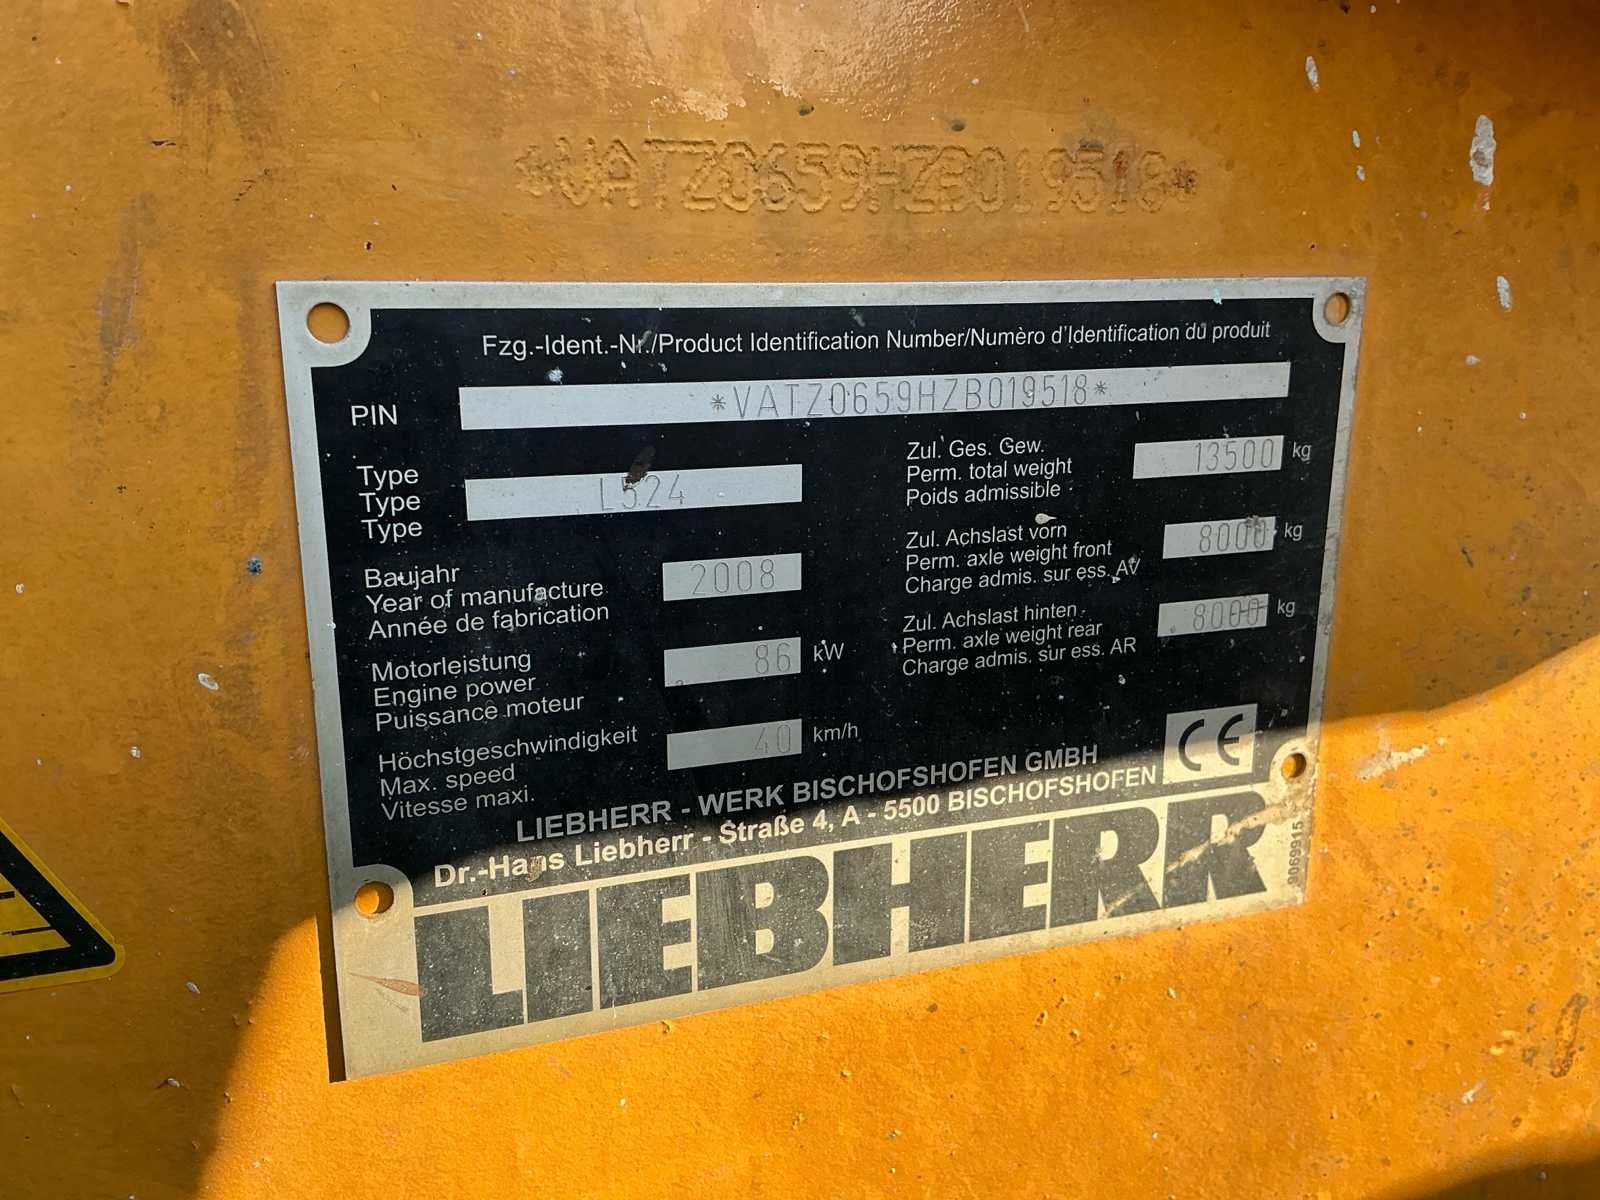 *VATZ0659HZB019518*
Fzg.-Ident.-Nr./Product Identification Number/Numèro d'Identification du produit
PIN *VATZ0659HZB019518*
Type
Type L524
Type
Zul. Ges. Gew.
Perm. total weight 13500 kg
Poids admissible
Baujahr
Year of manufacture 2008
Année de fabrication
Zul. Achslast vorn
Perm. axle weight front 8000 kg
Charge admis. sur ess. AV
Motorleistung
Engine power 86 kW
Puissance moteur
Zul. Achslast hinten
Perm. axle weight rear 8000 kg
Charge admis. sur ess. AR
Höchstgeschwindigkeit
Max. speed 40 km/h
Vitesse maxi.
LIEBHERR - WERK BISCHOFSHOFEN GMBH
Dr.-Hans Liebherr - Straße 4, A - 5500 BISCHOFSHOFEN
CE
LIEBHERR
9069915